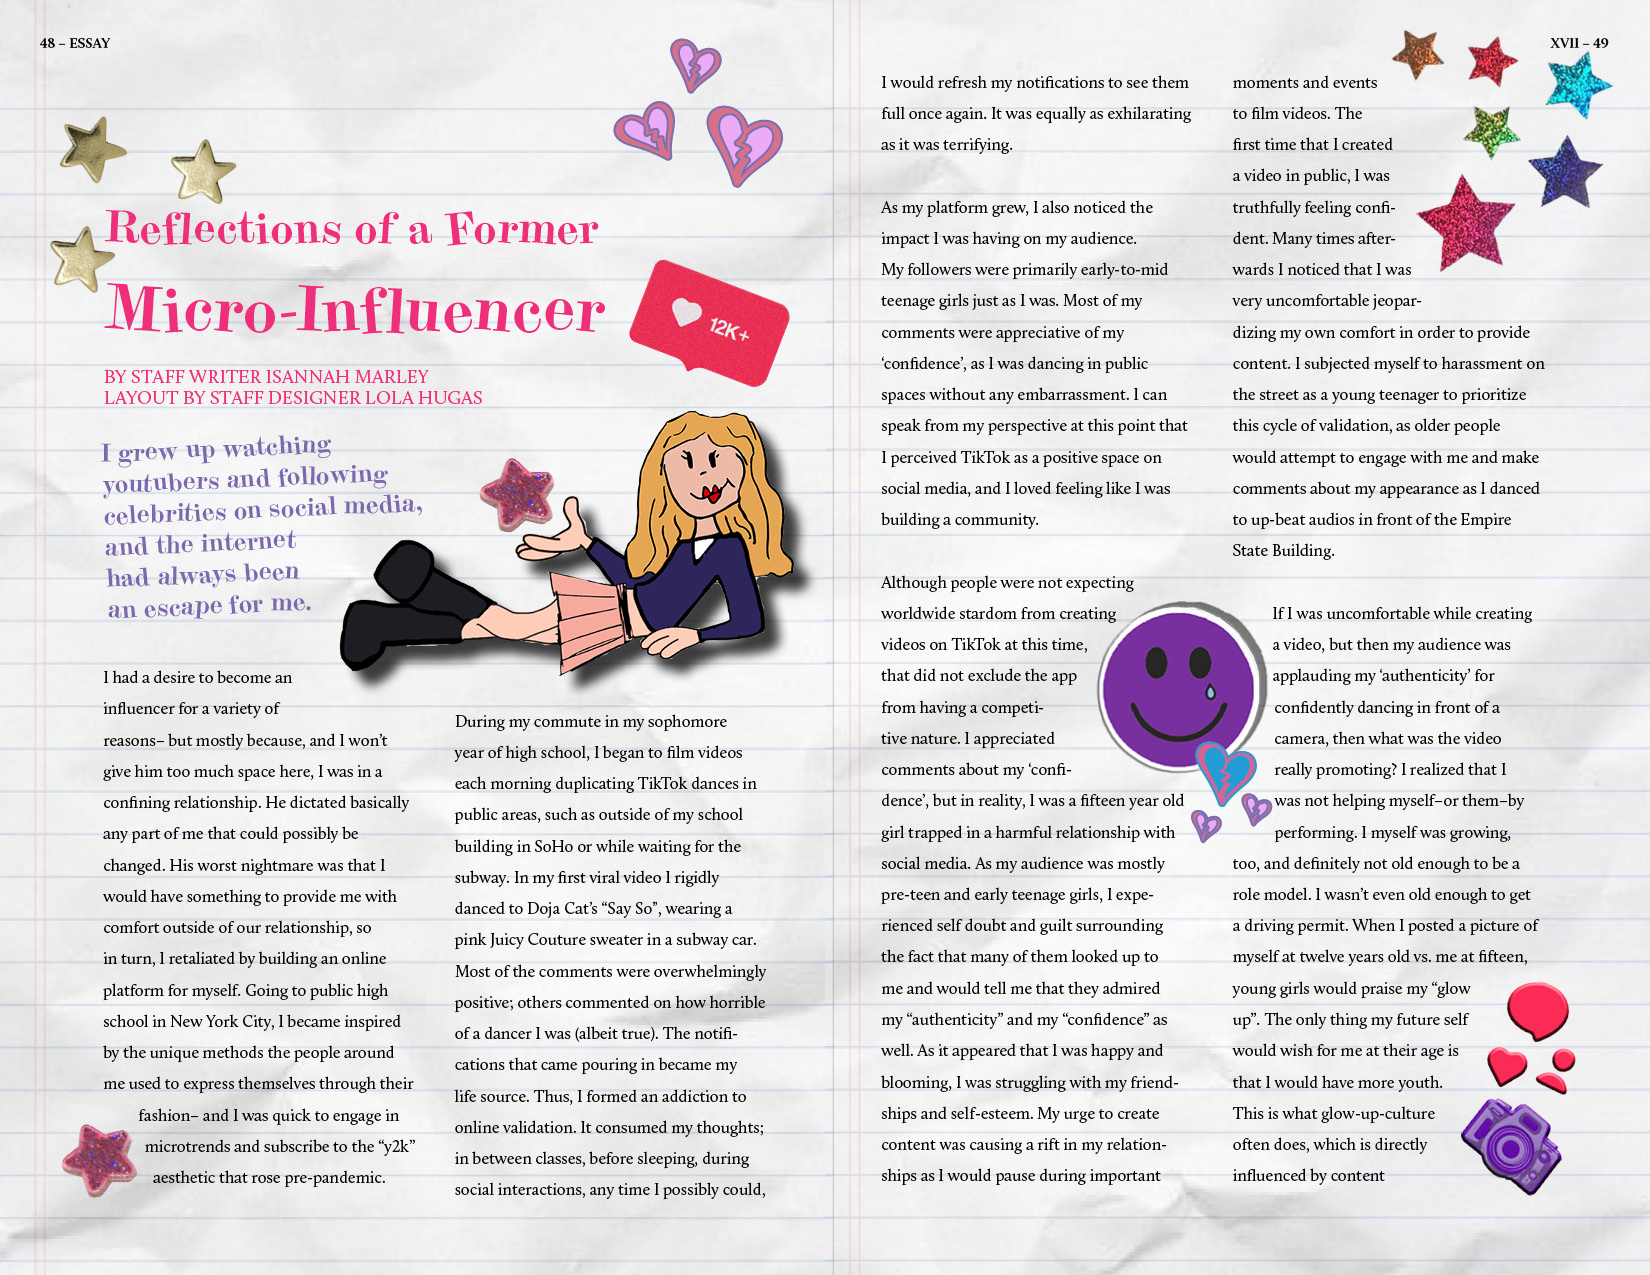 48 – ESSAY
Reflections of a Former
Micro-Influencer
12K+
BY STAFF WRITER ISANNAH MARLEY
LAYOUT BY STAFF DESIGNER LOLA HUGAS
I grew up watching
youtubers and following
celebrities on social media,
and the internet
had always been
an escape for me.
I had a desire to become an
influencer for a variety of
reasons– but mostly because, and I won’t
give him too much space here, I was in a
confining relationship. He dictated basically
any part of me that could possibly be
changed. His worst nightmare was that I
would have something to provide me with
comfort outside of our relationship, so
in turn, I retaliated by building an online
platform for myself. Going to public high
school in New York City, I became inspired
by the unique methods the people around
me used to express themselves through their
fashion– and I was quick to engage in
microtrends and subscribe to the “y2k”
aesthetic that rose pre-pandemic.
During my commute in my sophomore
year of high school, I began to film videos
each morning duplicating TikTok dances in
public areas, such as outside of my school
building in SoHo or while waiting for the
subway. In my first viral video I rigidly
danced to Doja Cat’s “Say So”, wearing a
pink Juicy Couture sweater in a subway car.
Most of the comments were overwhelmingly
positive; others commented on how horrible
of a dancer I was (albeit true). The notifi-
cations that came pouring in became my
life source. Thus, I formed an addiction to
online validation. It consumed my thoughts;
in between classes, before sleeping, during
social interactions, any time I possibly could,
XVII – 49
I would refresh my notifications to see them
full once again. It was equally as exhilarating
as it was terrifying.
As my platform grew, I also noticed the
impact I was having on my audience.
My followers were primarily early-to-mid
teenage girls just as I was. Most of my
comments were appreciative of my
‘confidence’, as I was dancing in public
spaces without any embarrassment. I can
speak from my perspective at this point that
I perceived TikTok as a positive space on
social media, and I loved feeling like I was
building a community.
Although people were not expecting
worldwide stardom from creating
videos on TikTok at this time,
that did not exclude the app
from having a competi-
tive nature. I appreciated
comments about my ‘confi-
dence’, but in reality, I was a fifteen year old
girl trapped in a harmful relationship with
social media. As my audience was mostly
pre-teen and early teenage girls, I expe-
rienced self doubt and guilt surrounding
the fact that many of them looked up to
me and would tell me that they admired
my “authenticity” and my “confidence” as
well. As it appeared that I was happy and
blooming, I was struggling with my friend-
ships and self-esteem. My urge to create
content was causing a rift in my relation-
ships as I would pause during important
moments and events
to film videos. The
first time that I created
a video in public, I was
truthfully feeling confi-
dent. Many times after-
wards I noticed that I was
very uncomfortable jeopar-
dizing my own comfort in order to provide
content. I subjected myself to harassment on
the street as a young teenager to prioritize
this cycle of validation, as older people
would attempt to engage with me and make
comments about my appearance as I danced
to up-beat audios in front of the Empire
State Building.
If I was uncomfortable while creating
a video, but then my audience was
applauding my ‘authenticity’ for
confidently dancing in front of a
camera, then what was the video
really promoting? I realized that I
was not helping myself–or them–by
performing. I myself was growing,
too, and definitely not old enough to be a
role model. I wasn’t even old enough to get
a driving permit. When I posted a picture of
myself at twelve years old vs. me at fifteen,
young girls would praise my “glow
up”. The only thing my future self
would wish for me at their age is
that I would have more youth.
This is what glow-up-culture
often does, which is directly
influenced by content